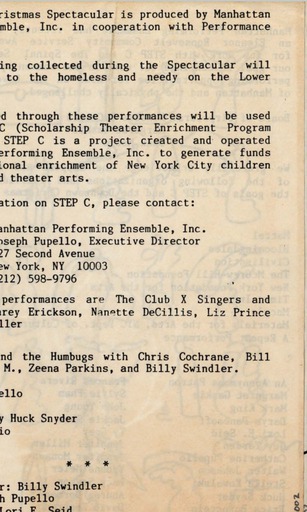 ristmas Spectacular is produced by Manhattan
mble, Inc. in cooperation with Performance
ing collected during the Spectacular will
to the homeless and needy on the Lower
d through these performances will be used
C (Scholarship Theater Enrichment Program
STEP C is a project created and operated
erforming Ensemble, Inc. to generate funds
ional enrichment of New York City children
d theater arts.
ation on STEP C, please contact:
anhattan Performing Ensemble, Inc.
oseph Pupello, Executive Director
27 Second Avenue
ew York, NY 10003
212) 598-9796
performances are The Club X Singers and
rey Erickson, Nanette DeCillis, Liz Prince
ller
nd the Humbugs with Chris Cochrane, Bill
M., Zeena Parkins, and Billy Swindler.
ello
y Huck Snyder
io
* * *
r: Billy Swindler
h Pupello
Lori E. Seid